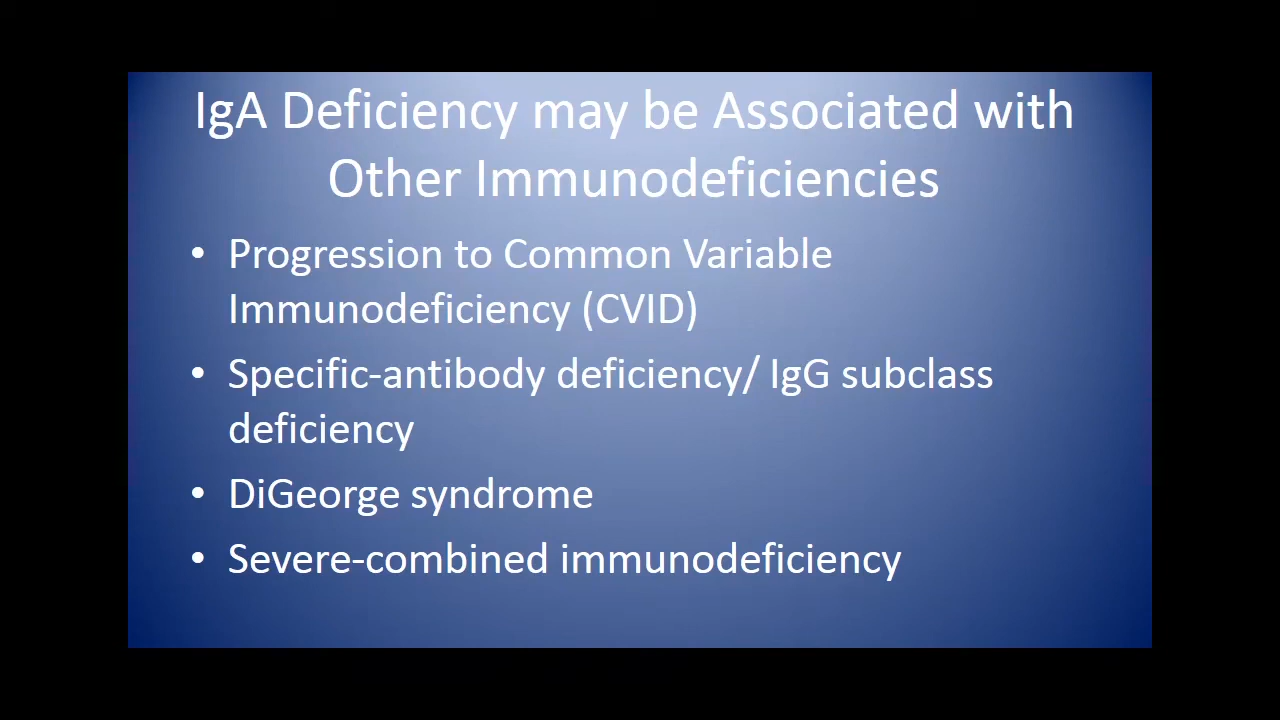 IgA Deficiency may be Associated with
Other Immunodeficiencies
• Progression to Common Variable
Immunodeficiency (CVID)
• Specific-antibody deficiency/ IgG subclass
deficiency
• DiGeorge syndrome
• Severe-combined immunodeficiency